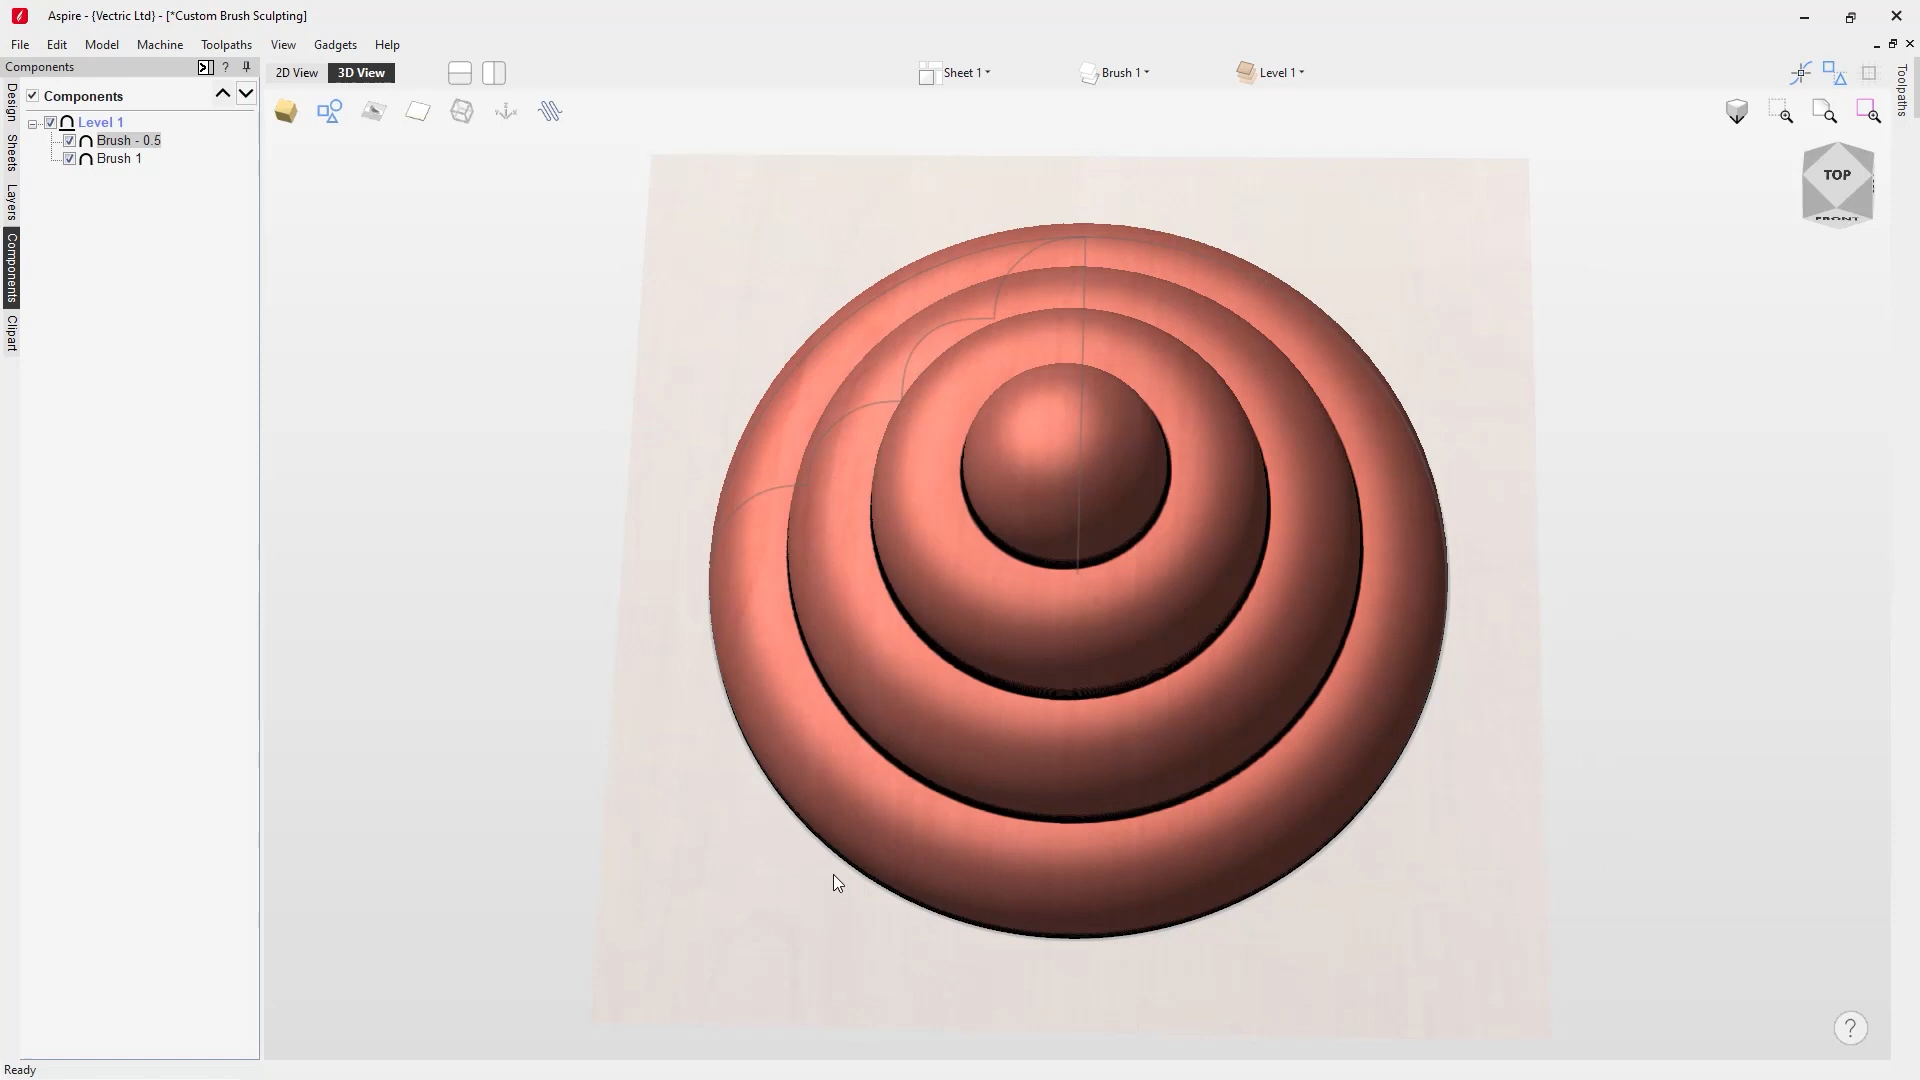 Aspire - {Vectric Ltd} - [*Custom Brush Sculpting]
File Edit Model Machine Toolpaths View Gadgets Help
Components ?
2D View 3D View Sheet 1 Brush 1 Level 1
Components
Level 1
Brush - 0.5
Brush 1
Design
Sheets
Layers
Components
Clipart
Toolpaths
TOP
FRONT
?
Ready